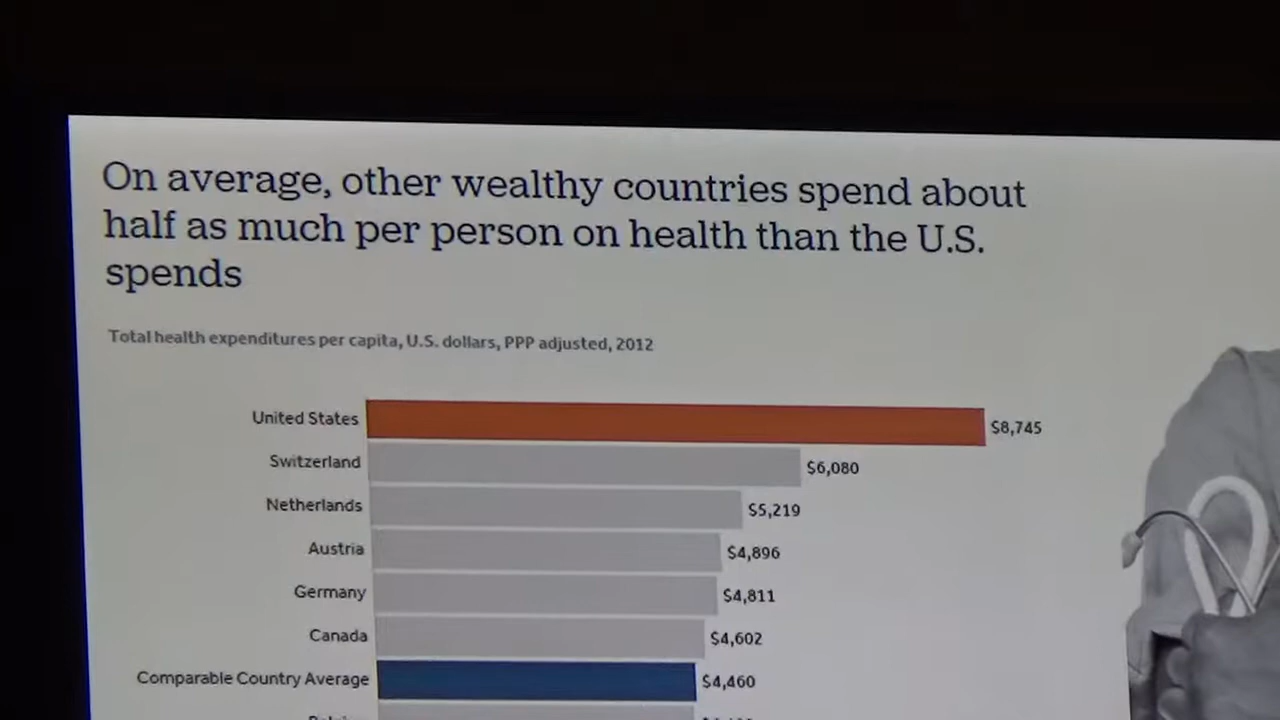 On average, other wealthy countries spend about
half as much per person on health than the U.S.
spends
Total health expenditures per capita, U.S. dollars, PPP adjusted, 2012
United States $8,745
Switzerland $6,080
Netherlands $5,219
Austria $4,896
Germany $4,811
Canada $4,602
Comparable Country Average $4,460